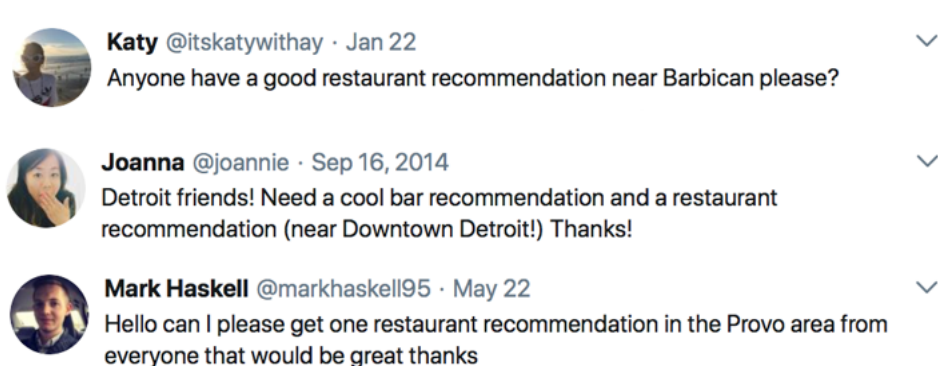 Katy @itskatywithay · Jan 22
Anyone have a good restaurant recommendation near Barbican please?
Joanna @joannie · Sep 16, 2014
Detroit friends! Need a cool bar recommendation and a restaurant
recommendation (near Downtown Detroit!) Thanks!
Mark Haskell @markhaskell95 · May 22
Hello can I please get one restaurant recommendation in the Provo area from
everyone that would be great thanks